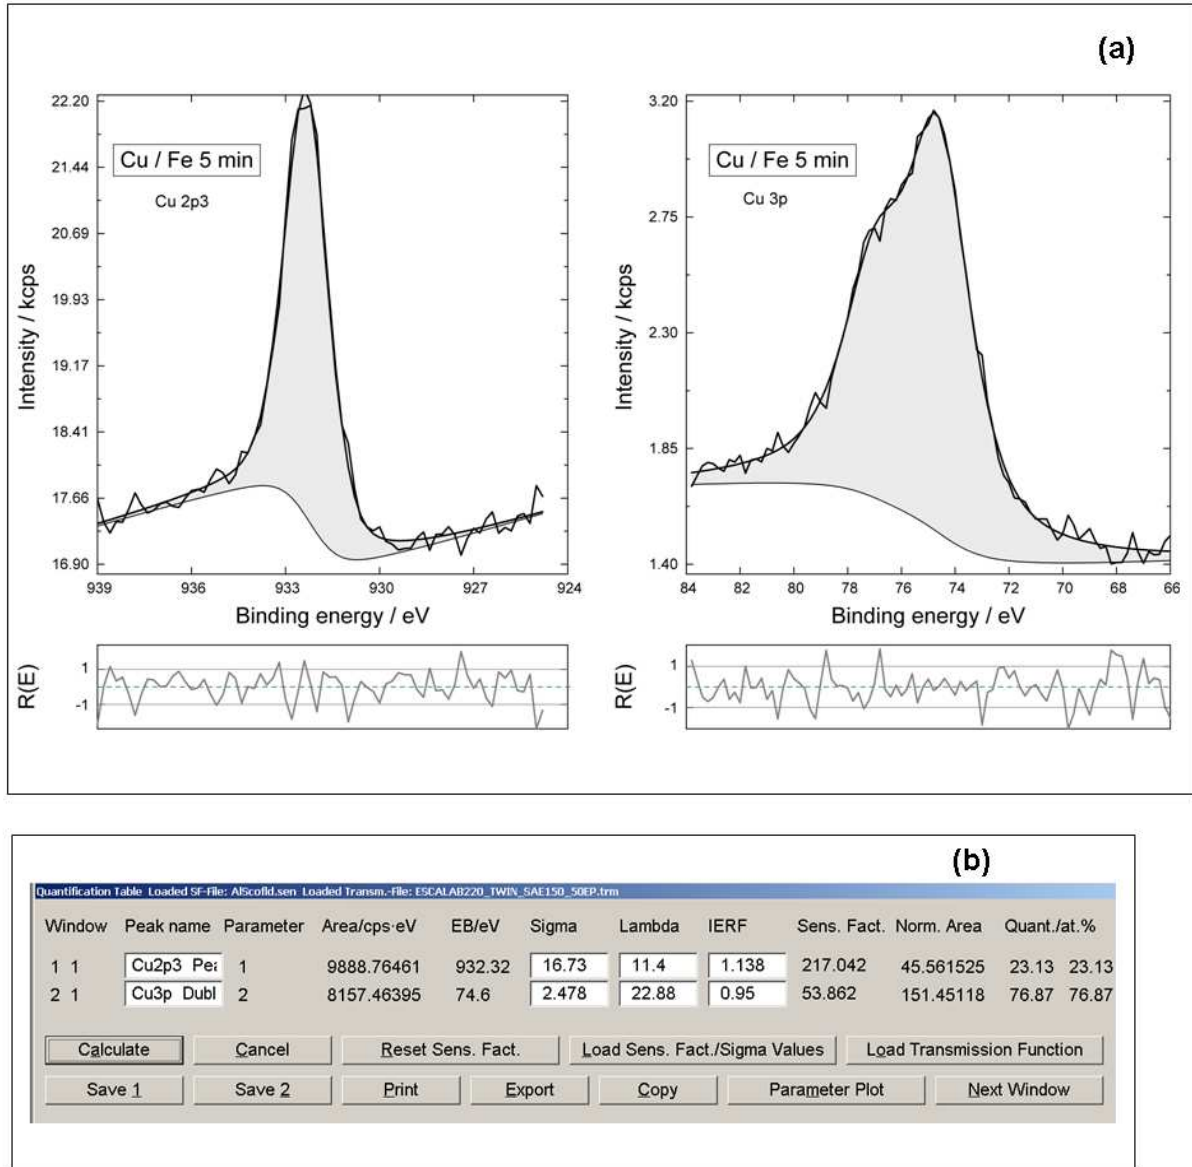 (a)
22.20
21.44
20.69
19.93
19.17
18.41
17.66
16.90
Intensity / kcps
Cu / Fe 5 min
Cu 2p3
939 936 933 930 927 924
Binding energy / eV
R(E)
1
-1
3.20
2.75
2.30
1.85
1.40
Intensity / kcps
Cu / Fe 5 min
Cu 3p
84 80 78 76 74 72 70 68 66
Binding energy / eV
R(E)
1
-1
(b)
Quantification Table Loaded SF-File: AlScofld.sen Loaded Transm.-File: ESCALAB220_TWIN_SAE150_50EP.trm
Window Peak name Parameter Area/cps·eV EB/eV Sigma Lambda IERF Sens. Fact. Norm. Area Quant./at.%
1 1 Cu2p3 Pea 1 9888.76461 932.32 16.73 11.4 1.138 217.042 45.561525 23.13 23.13
2 1 Cu3p Dubl 2 8157.46395 74.6 2.478 22.88 0.95 53.862 151.45118 76.87 76.87
Calculate Cancel Reset Sens. Fact. Load Sens. Fact./Sigma Values Load Transmission Function
Save 1 Save 2 Print Export Copy Parameter Plot Next Window